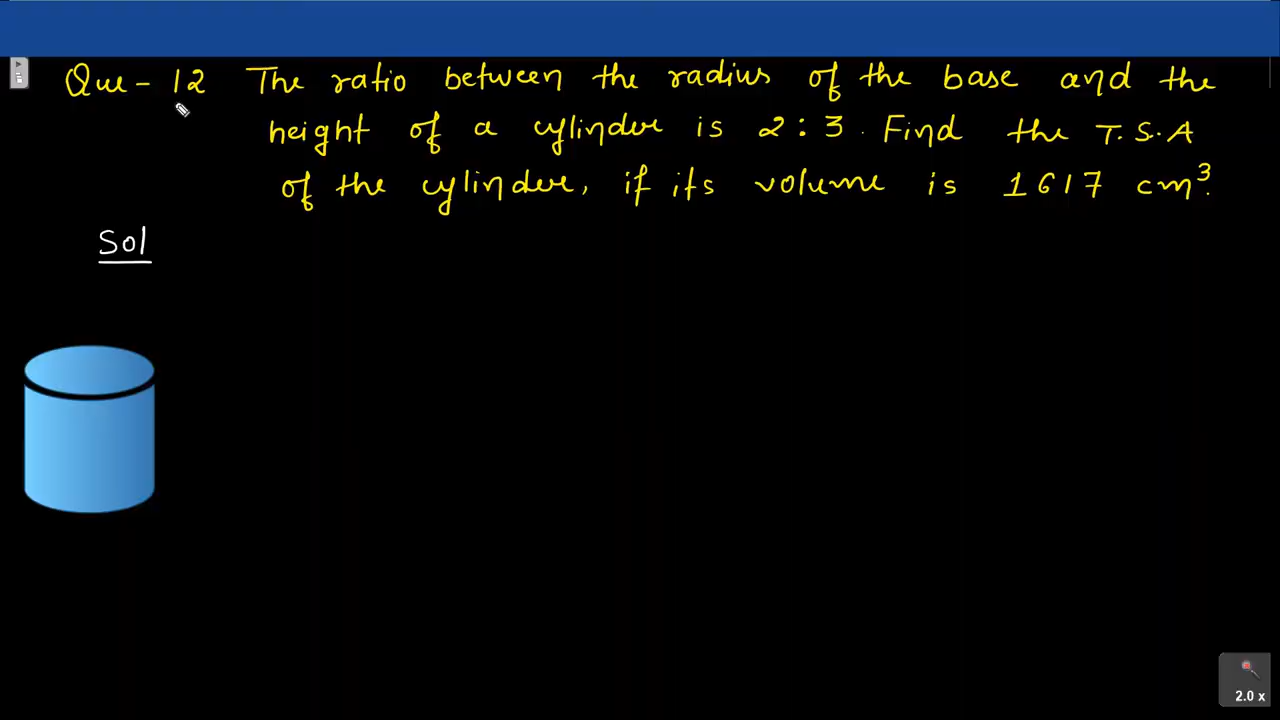 Que - 12 The ratio between the radius of the base and the
height of a cylinder is 2 : 3. Find the T.S.A
of the cylinder, if its volume is 1617 cm³.
Sol
2.0 x